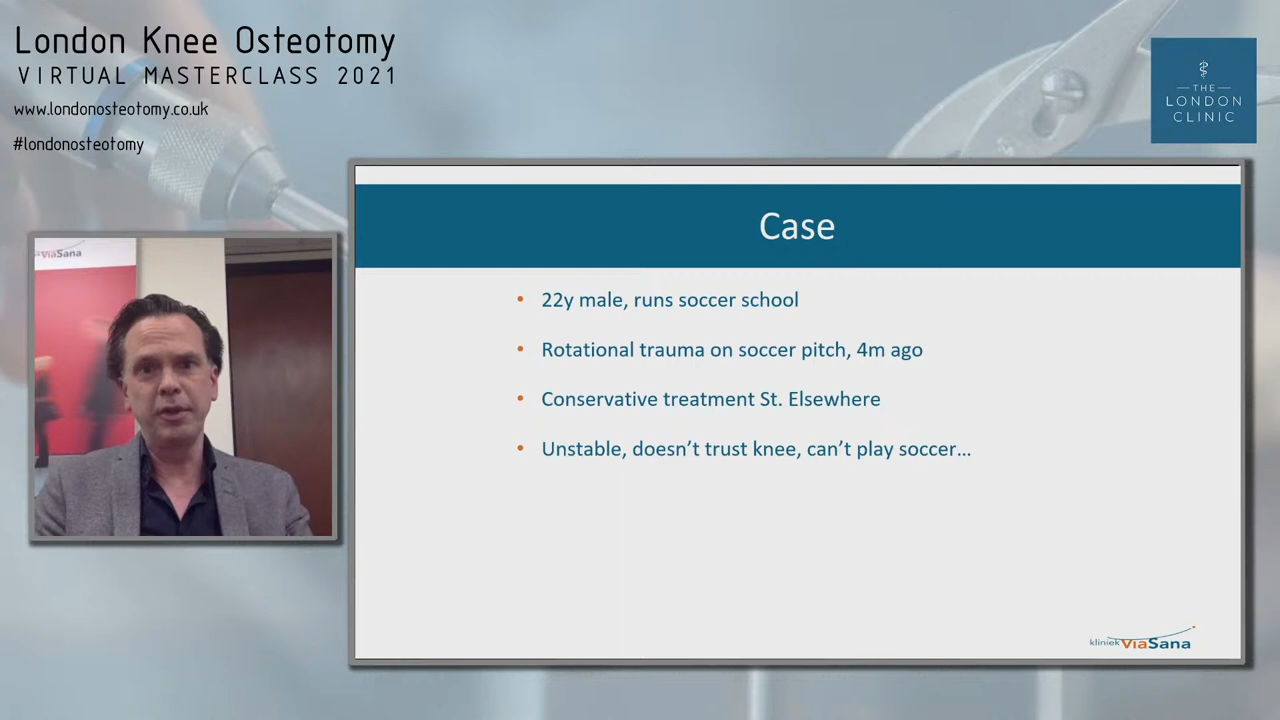 London Knee Osteotomy
VIRTUAL MASTERCLASS 2021
www.londonosteotomy.co.uk
#londonosteotomy
THE
LONDON
CLINIC
ViaSana
Case
• 22y male, runs soccer school
• Rotational trauma on soccer pitch, 4m ago
• Conservative treatment St. Elsewhere
• Unstable, doesn’t trust knee, can’t play soccer…
kliniek ViaSana